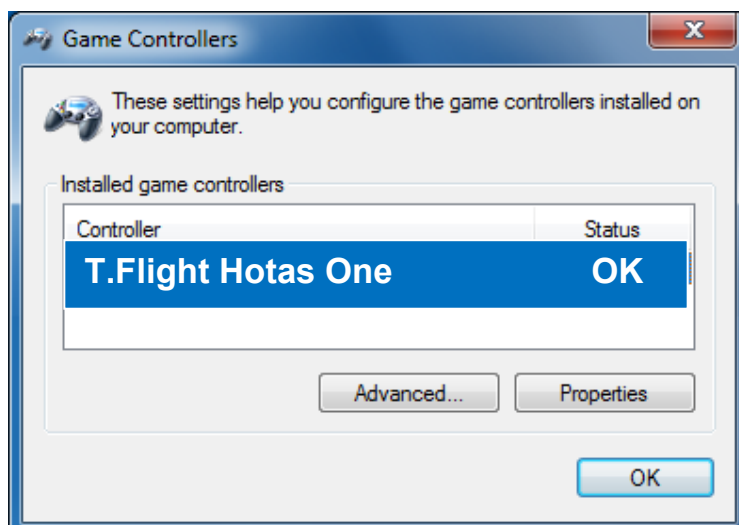 Game Controllers
These settings help you configure the game controllers installed on
your computer.
Installed game controllers
Controller Status
T.Flight Hotas One OK
Advanced... Properties
OK